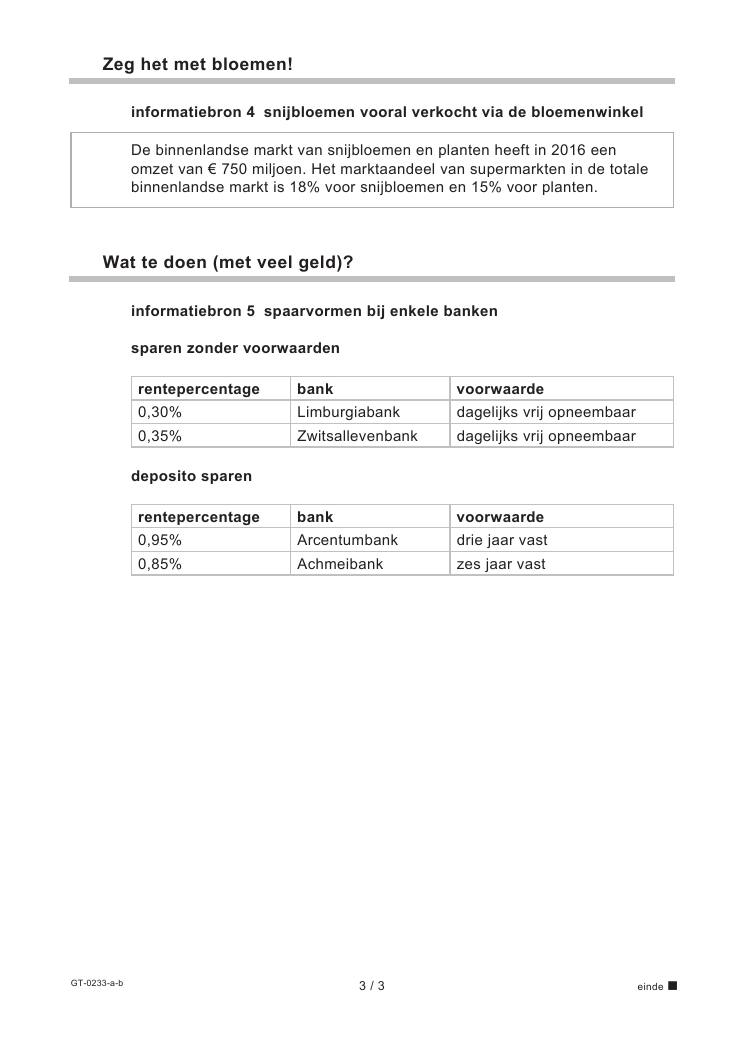 Zeg het met bloemen!
informatiebron 4  snijbloemen vooral verkocht via de bloemenwinkel
De binnenlandse markt van snijbloemen en planten heeft in 2016 een
omzet van € 750 miljoen. Het marktaandeel van supermarkten in de totale
binnenlandse markt is 18% voor snijbloemen en 15% voor planten.
Wat te doen (met veel geld)?
informatiebron 5  spaarvormen bij enkele banken
sparen zonder voorwaarden
rentepercentage bank voorwaarde
0,30% Limburgiabank dagelijks vrij opneembaar
0,35% Zwitsallevenbank dagelijks vrij opneembaar
deposito sparen
rentepercentage bank voorwaarde
0,95% Arcentumbank drie jaar vast
0,85% Achmeibank zes jaar vast
GT-0233-a-b 3 / 3 einde ■